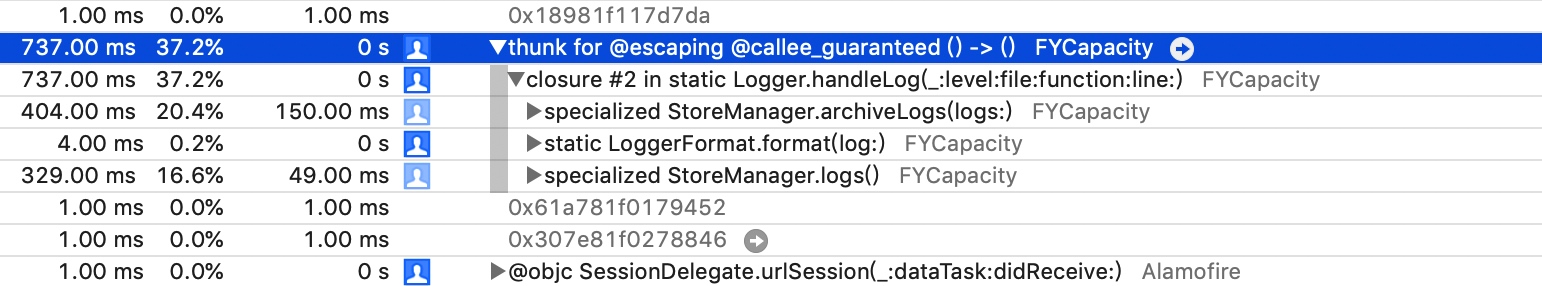 1.00 ms 0.0% 1.00 ms 0x18981f117d7da
737.00 ms 37.2% 0 s thunk for @escaping @callee_guaranteed () -> () FYCapacity
737.00 ms 37.2% 0 s closure #2 in static Logger.handleLog(_:level:file:function:line:) FYCapacity
404.00 ms 20.4% 150.00 ms specialized StoreManager.archiveLogs(logs:) FYCapacity
4.00 ms 0.2% 0 s static LoggerFormat.format(log:) FYCapacity
329.00 ms 16.6% 49.00 ms specialized StoreManager.logs() FYCapacity
1.00 ms 0.0% 1.00 ms 0x61a781f0179452
1.00 ms 0.0% 1.00 ms 0x307e81f0278846
1.00 ms 0.0% 0 s @objc SessionDelegate.urlSession(_:dataTask:didReceive:) Alamofire